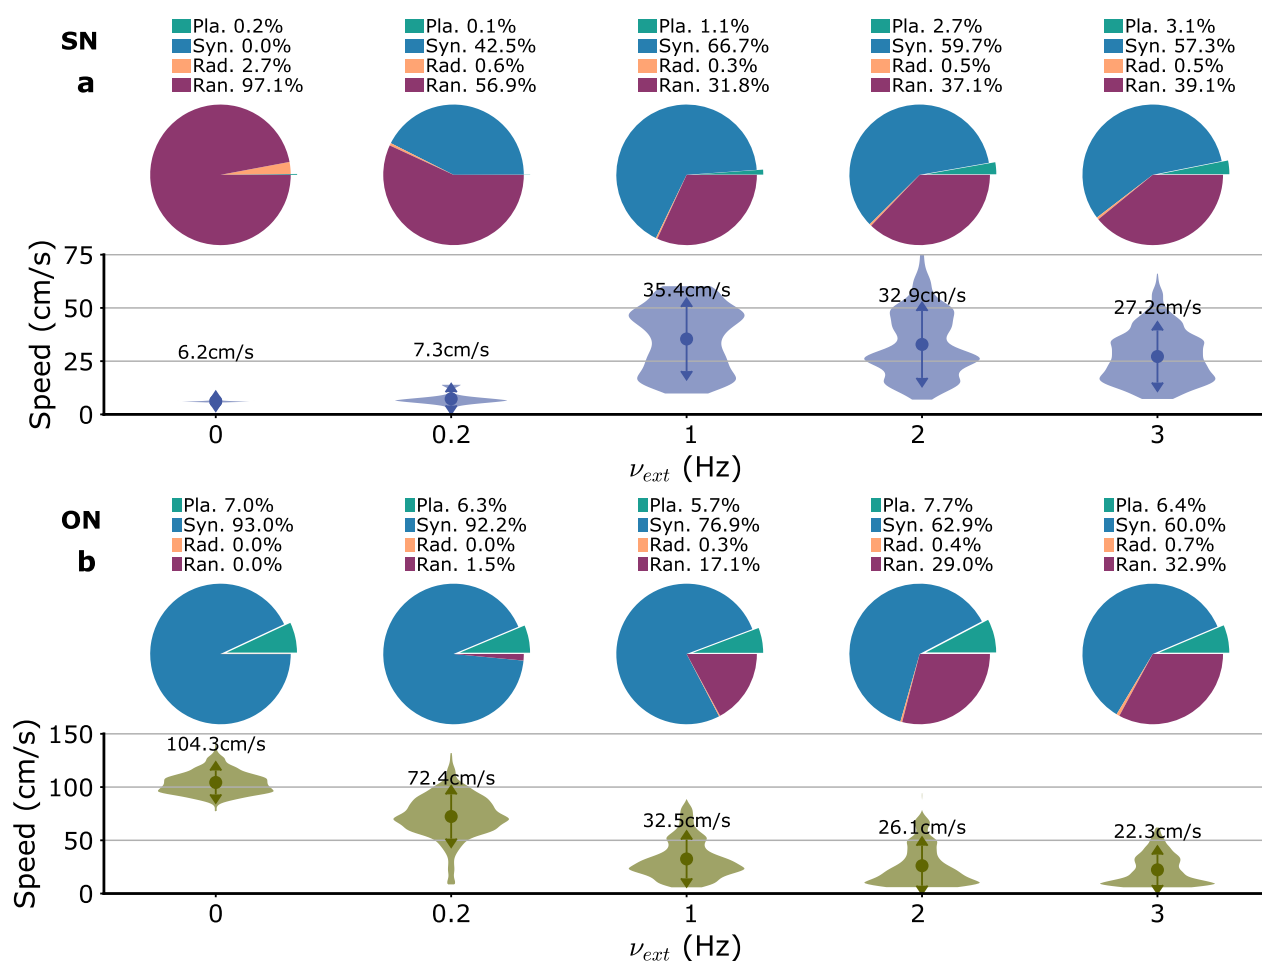 SN
a
Pla. 0.2%
Syn. 0.0%
Rad. 2.7%
Ran. 97.1%
Pla. 0.1%
Syn. 42.5%
Rad. 0.6%
Ran. 56.9%
Pla. 1.1%
Syn. 66.7%
Rad. 0.3%
Ran. 31.8%
Pla. 2.7%
Syn. 59.7%
Rad. 0.5%
Ran. 37.1%
Pla. 3.1%
Syn. 57.3%
Rad. 0.5%
Ran. 39.1%
Speed (cm/s)
75
50
25
0
6.2cm/s
7.3cm/s
35.4cm/s
32.9cm/s
27.2cm/s
0 0.2 1 2 3
ν_ext (Hz)
ON
b
Pla. 7.0%
Syn. 93.0%
Rad. 0.0%
Ran. 0.0%
Pla. 6.3%
Syn. 92.2%
Rad. 0.0%
Ran. 1.5%
Pla. 5.7%
Syn. 76.9%
Rad. 0.3%
Ran. 17.1%
Pla. 7.7%
Syn. 62.9%
Rad. 0.4%
Ran. 29.0%
Pla. 6.4%
Syn. 60.0%
Rad. 0.7%
Ran. 32.9%
Speed (cm/s)
150
100
50
0
104.3cm/s
72.4cm/s
32.5cm/s
26.1cm/s
22.3cm/s
0 0.2 1 2 3
ν_ext (Hz)